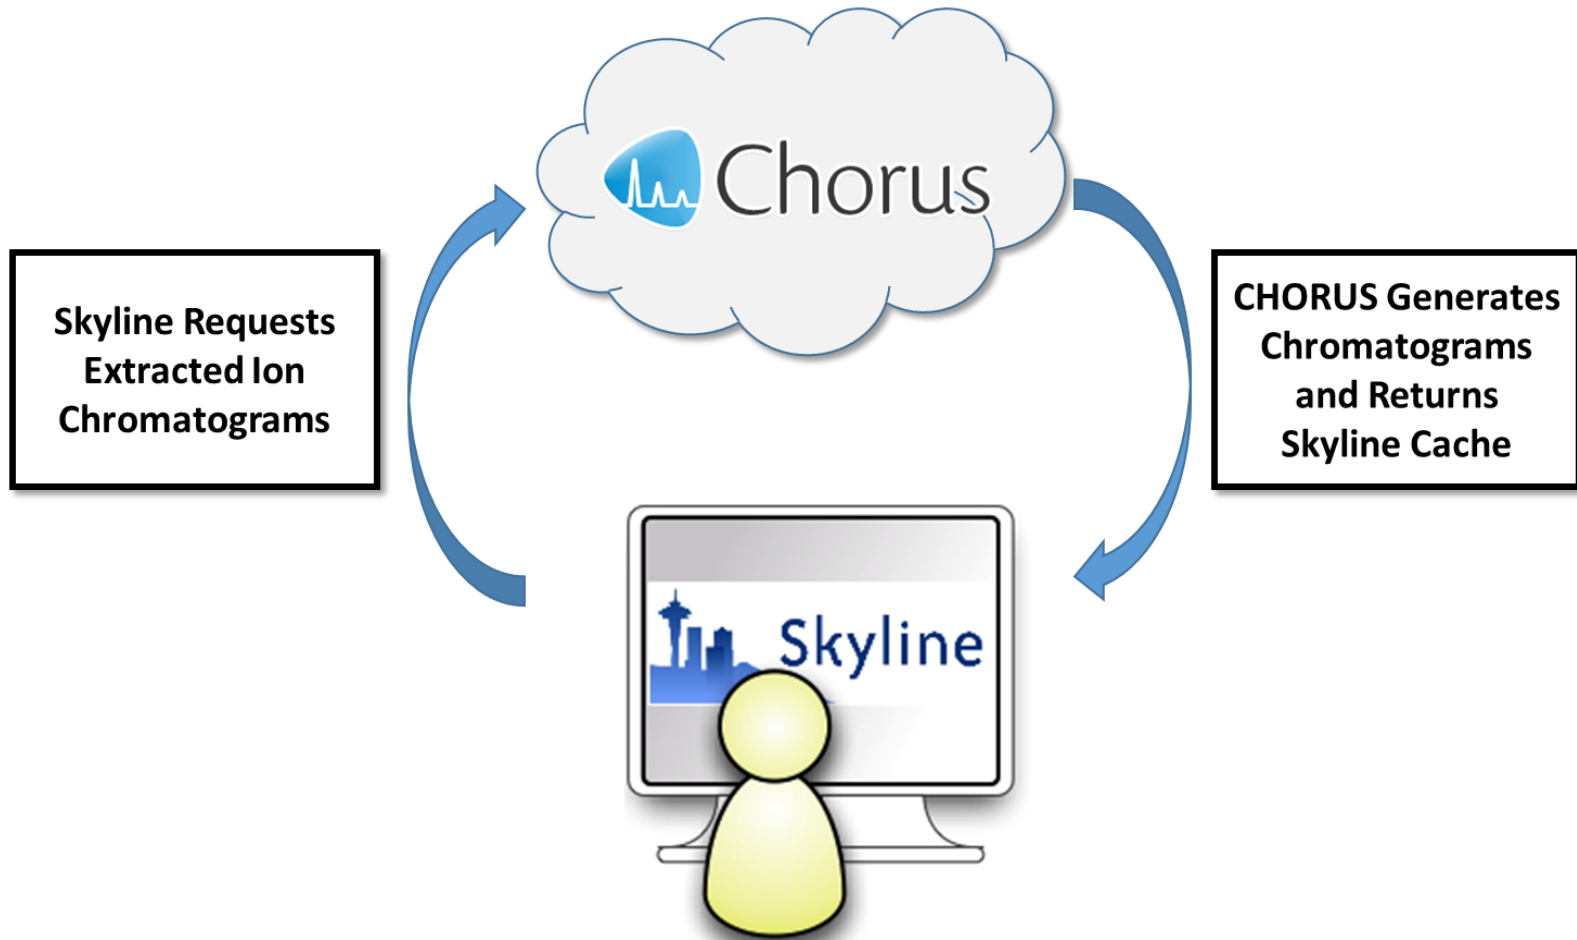 Chorus
Skyline Requests
Extracted Ion
Chromatograms
CHORUS Generates
Chromatograms
and Returns
Skyline Cache
Skyline